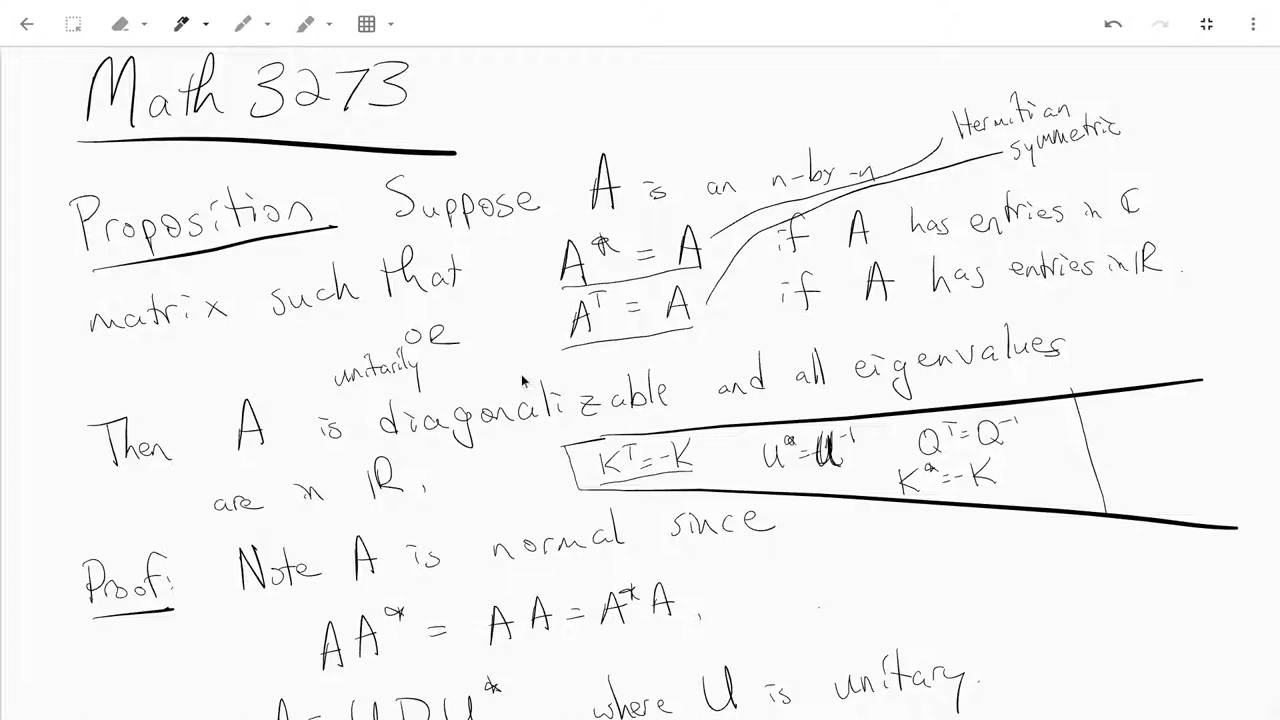 Math 3273
Hermitian
symmetric
Proposition Suppose A is an n-by-n
matrix such that A* = A if A has entries in ℂ
OR A^T = A if A has entries in ℝ.
unitarily
Then A is diagonalizable and all eigenvalues
are in ℝ.
K^T=-K U*=U^-1 Q^T=Q^-1
K*=-K
Proof: Note A is normal since
AA* = AA = A*A.
A = UDU* where U is unitary.